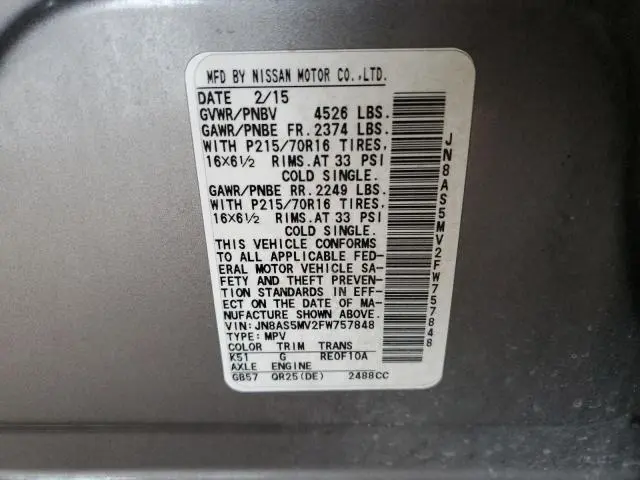 MFD BY NISSAN MOTOR CO.,LTD.
DATE 2/15
GVWR/PNBV 4526 LBS.
GAWR/PNBE FR. 2374 LBS.
WITH P215/70R16 TIRES,
16×6½ RIMS.AT 33 PSI
COLD SINGLE.
GAWR/PNBE RR. 2249 LBS.
WITH P215/70R16 TIRES,
16×6½ RIMS.AT 33 PSI
COLD SINGLE.
THIS VEHICLE CONFORMS
TO ALL APPLICABLE FED-
ERAL MOTOR VEHICLE SA-
FETY AND THEFT PREVEN-
TION STANDARDS IN EFF-
ECT ON THE DATE OF MA-
NUFACTURE SHOWN ABOVE.
VIN: JN8AS5MV2FW757848
TYPE: MPV
COLOR TRIM TRANS
K51 G RE0F10A
AXLE ENGINE
GB57 QR25(DE) 2488CC
JN8AS5MV2FW757848